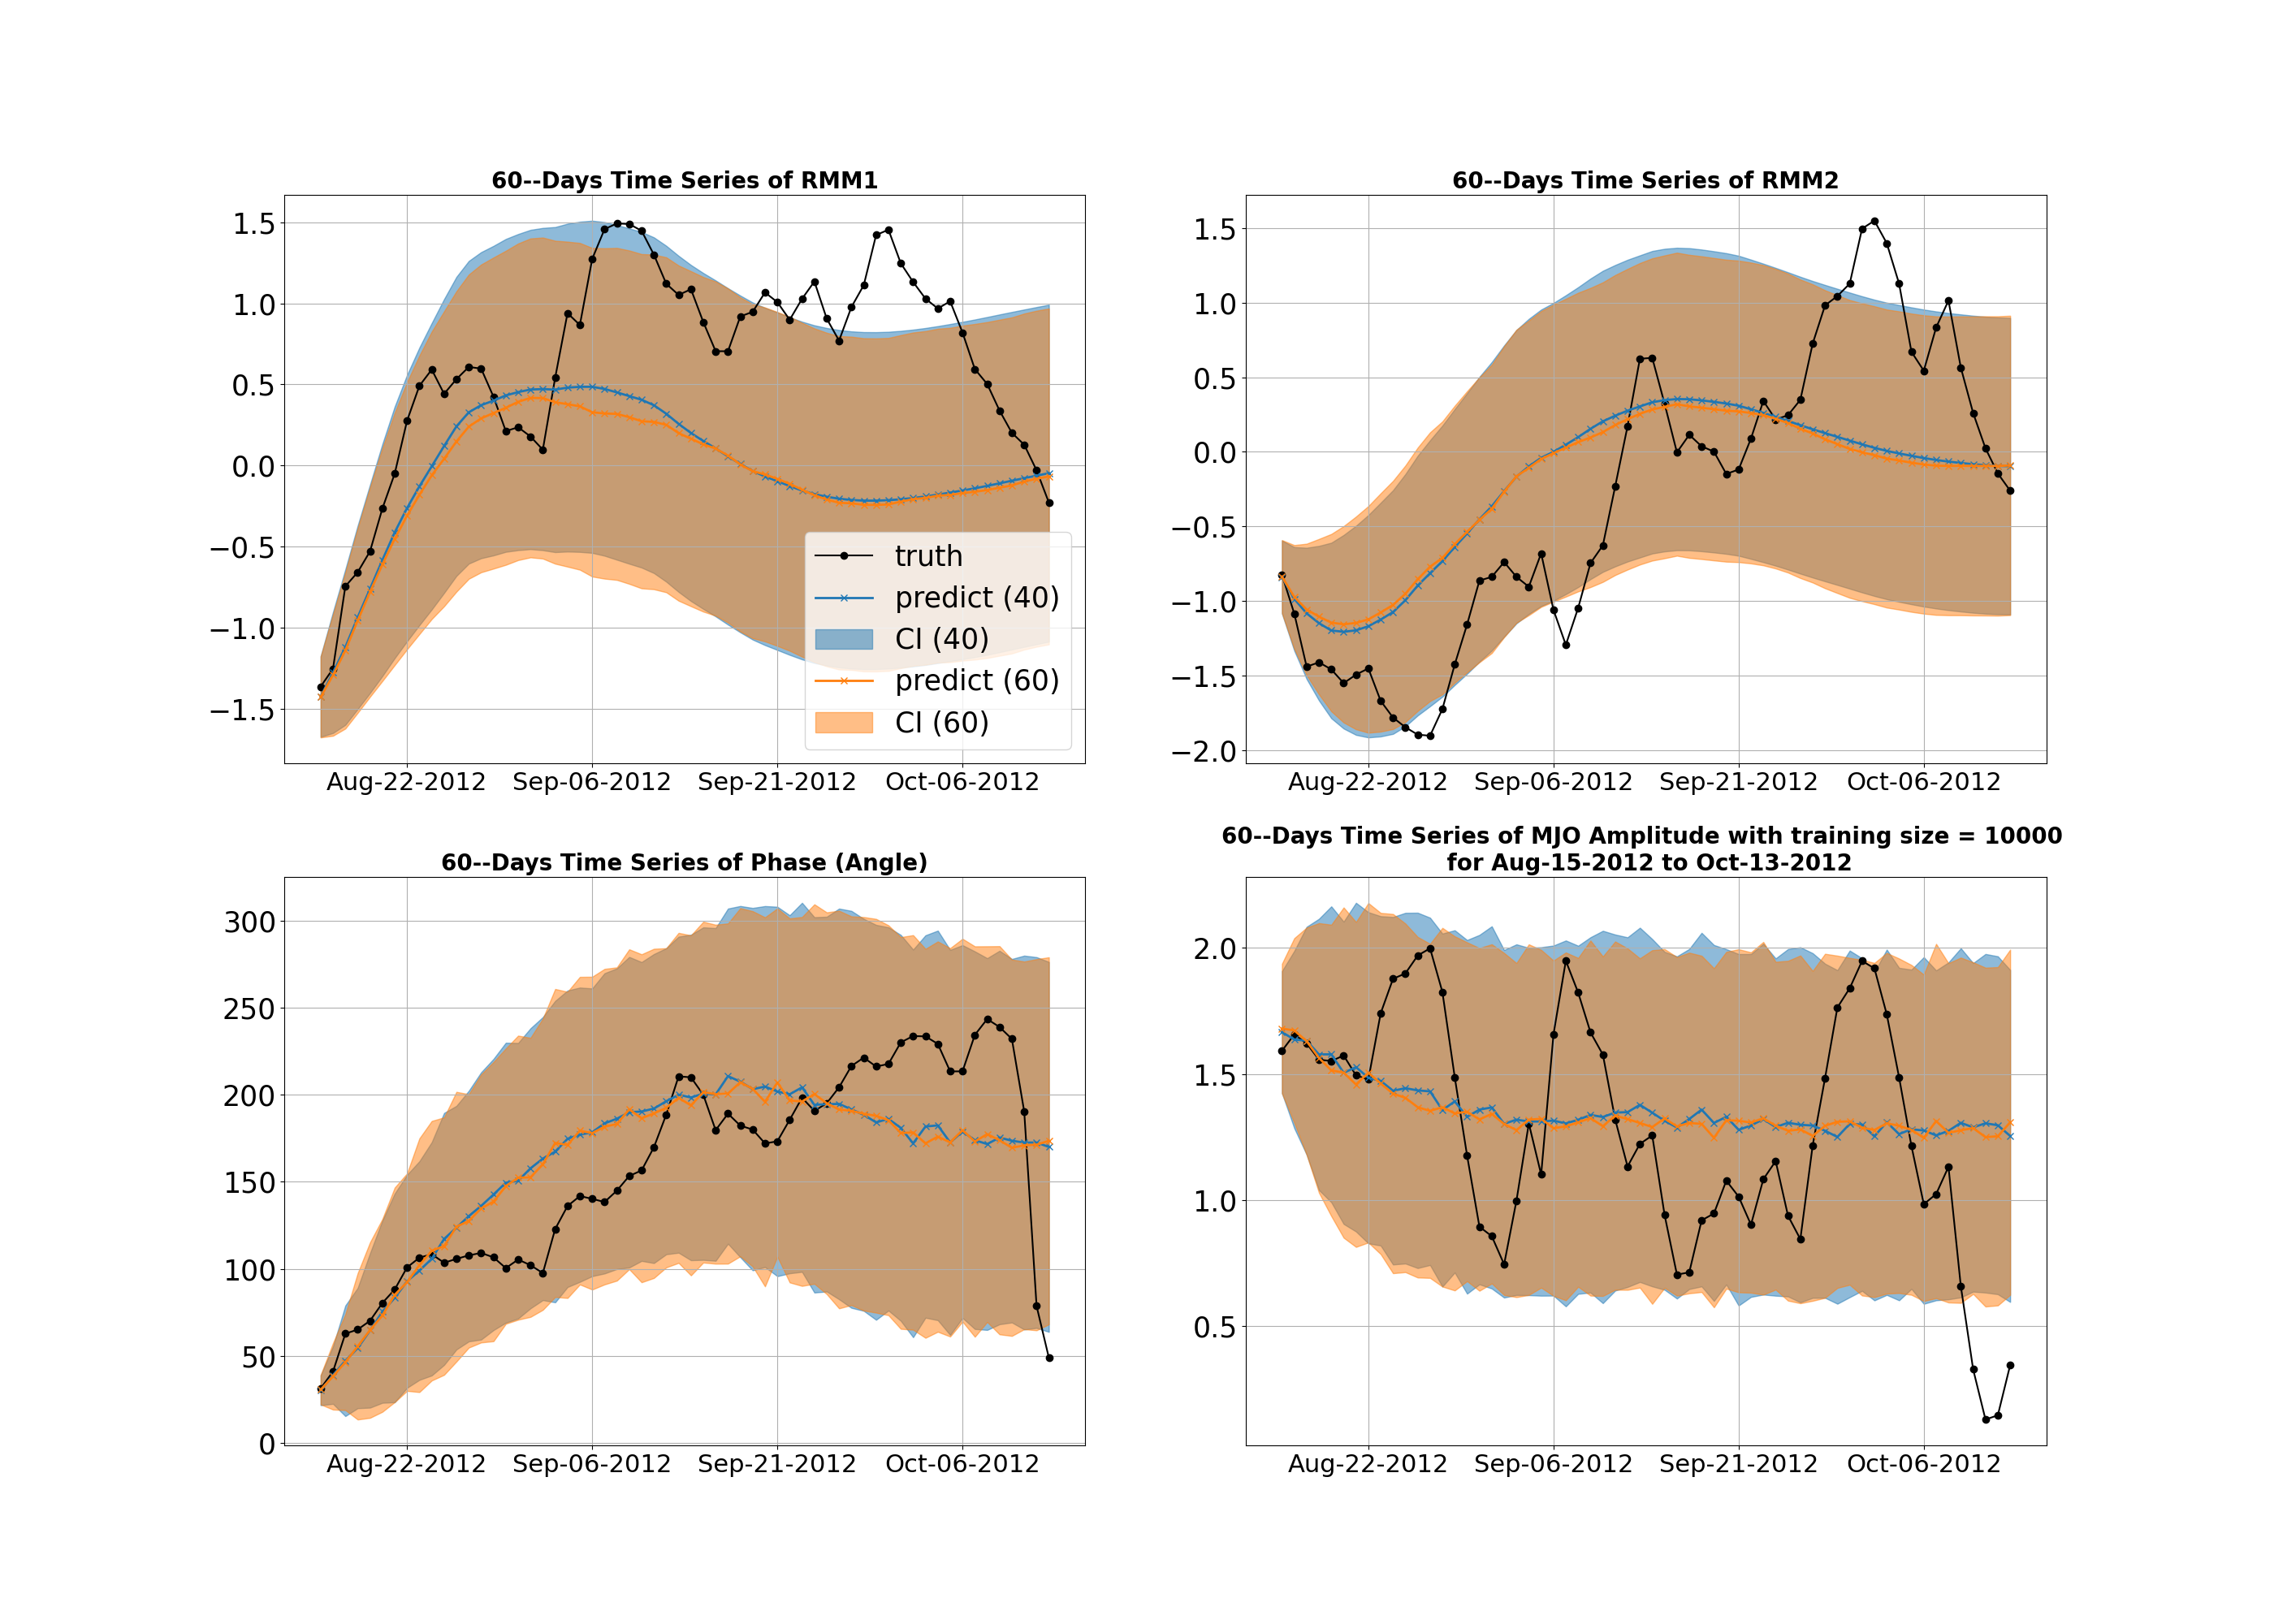 60--Days Time Series of RMM1
1.5
1.0
0.5
0.0
−0.5
−1.0
−1.5
truth
predict (40)
CI (40)
predict (60)
CI (60)
Aug-22-2012 Sep-06-2012 Sep-21-2012 Oct-06-2012
60--Days Time Series of RMM2
1.5
1.0
0.5
0.0
−0.5
−1.0
−1.5
−2.0
Aug-22-2012 Sep-06-2012 Sep-21-2012 Oct-06-2012
60--Days Time Series of Phase (Angle)
300
250
200
150
100
50
0
Aug-22-2012 Sep-06-2012 Sep-21-2012 Oct-06-2012
60--Days Time Series of MJO Amplitude with training size = 10000
for Aug-15-2012 to Oct-13-2012
2.0
1.5
1.0
0.5
Aug-22-2012 Sep-06-2012 Sep-21-2012 Oct-06-2012